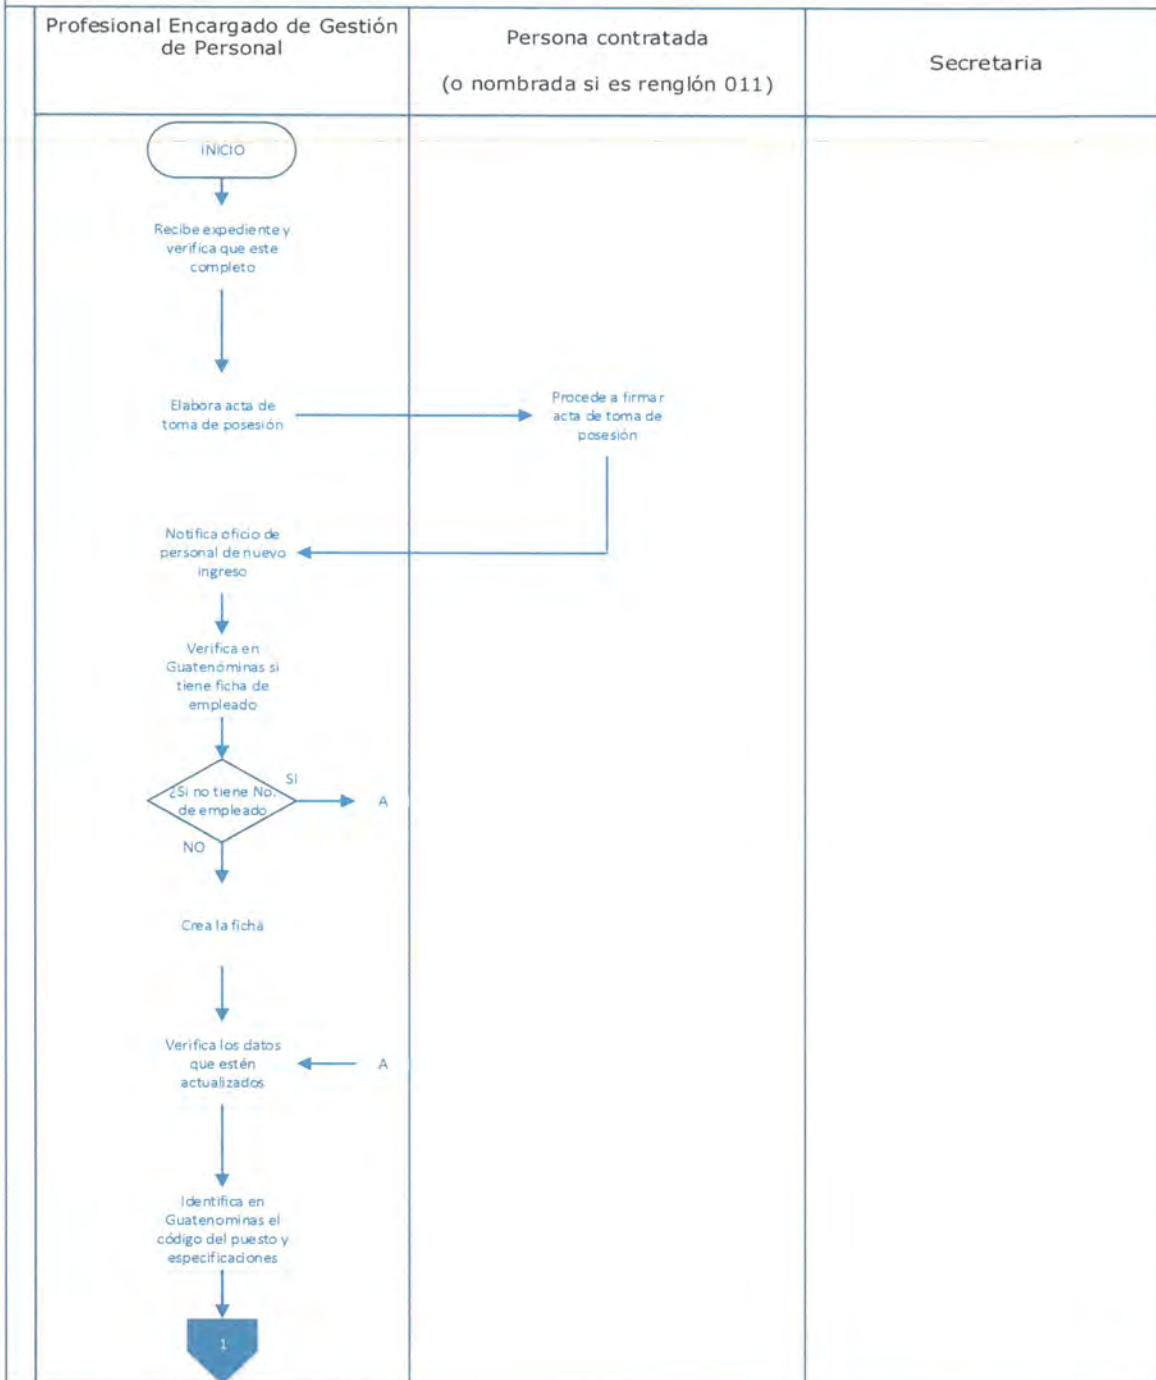 Profesional Encargado de Gestión
de Personal
Persona contratada
(o nombrada si es renglón 011)
Secretaria
INICIO
Recibe expediente y
verifica que este
completo
Elabora acta de
toma de posesión
Procede a firmar
acta de toma de
posesión
Notifica oficio de
personal de nuevo
ingreso
Verifica en
Guatenóminas si
tiene ficha de
empleado
¿Si no tiene No.
de empleado
SI
A
NO
Crea la ficha
Verifica los datos
que estén
actualizados
A
Identifica en
Guatenominas el
código del puesto y
especificaciones
1